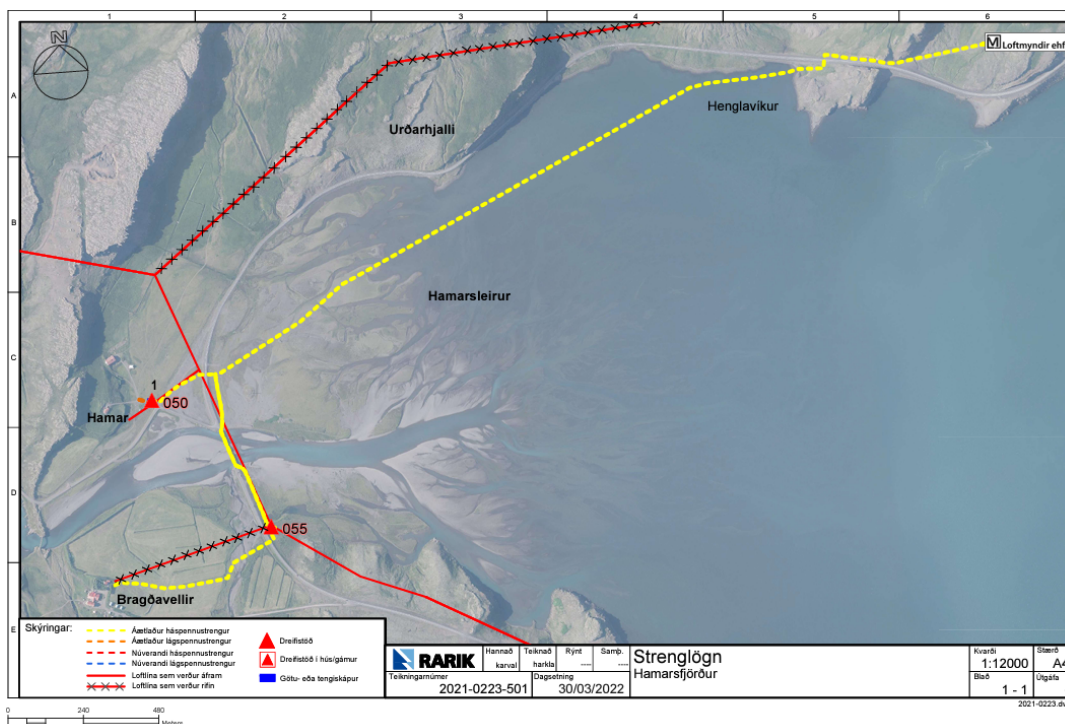 1 2 3 4 5 6
N
M Loftmyndir ehf
A
Henglavikur
Urðarhjalli
B
Hamarsleirur
C
1
050
Hamar
D
055
Bragðavellir
E
Skýringar:
Áætlaður háspennustrengur
Áætlaður lágspennustrengur
Núverandi háspennustrengur
Núverandi lágspennustrengur
Loftlína sem verður áfram
Loftlína sem verður rifin
Dreifistöð
Dreifistöð í hús/gámur
Götu- eða tengiskápur
RARIK
Hannað
karval
Teiknað
harkla
Rýnt
----
Samþ.
----
Teikningarnúmer
2021-0223-501
Dagsetning
30/03/2022
Strenglögn
Hamarsfjörður
Kvarði
1:12000
Stærð
A4
Blað
1 - 1
Útgáfa
0 240 480
Metrar